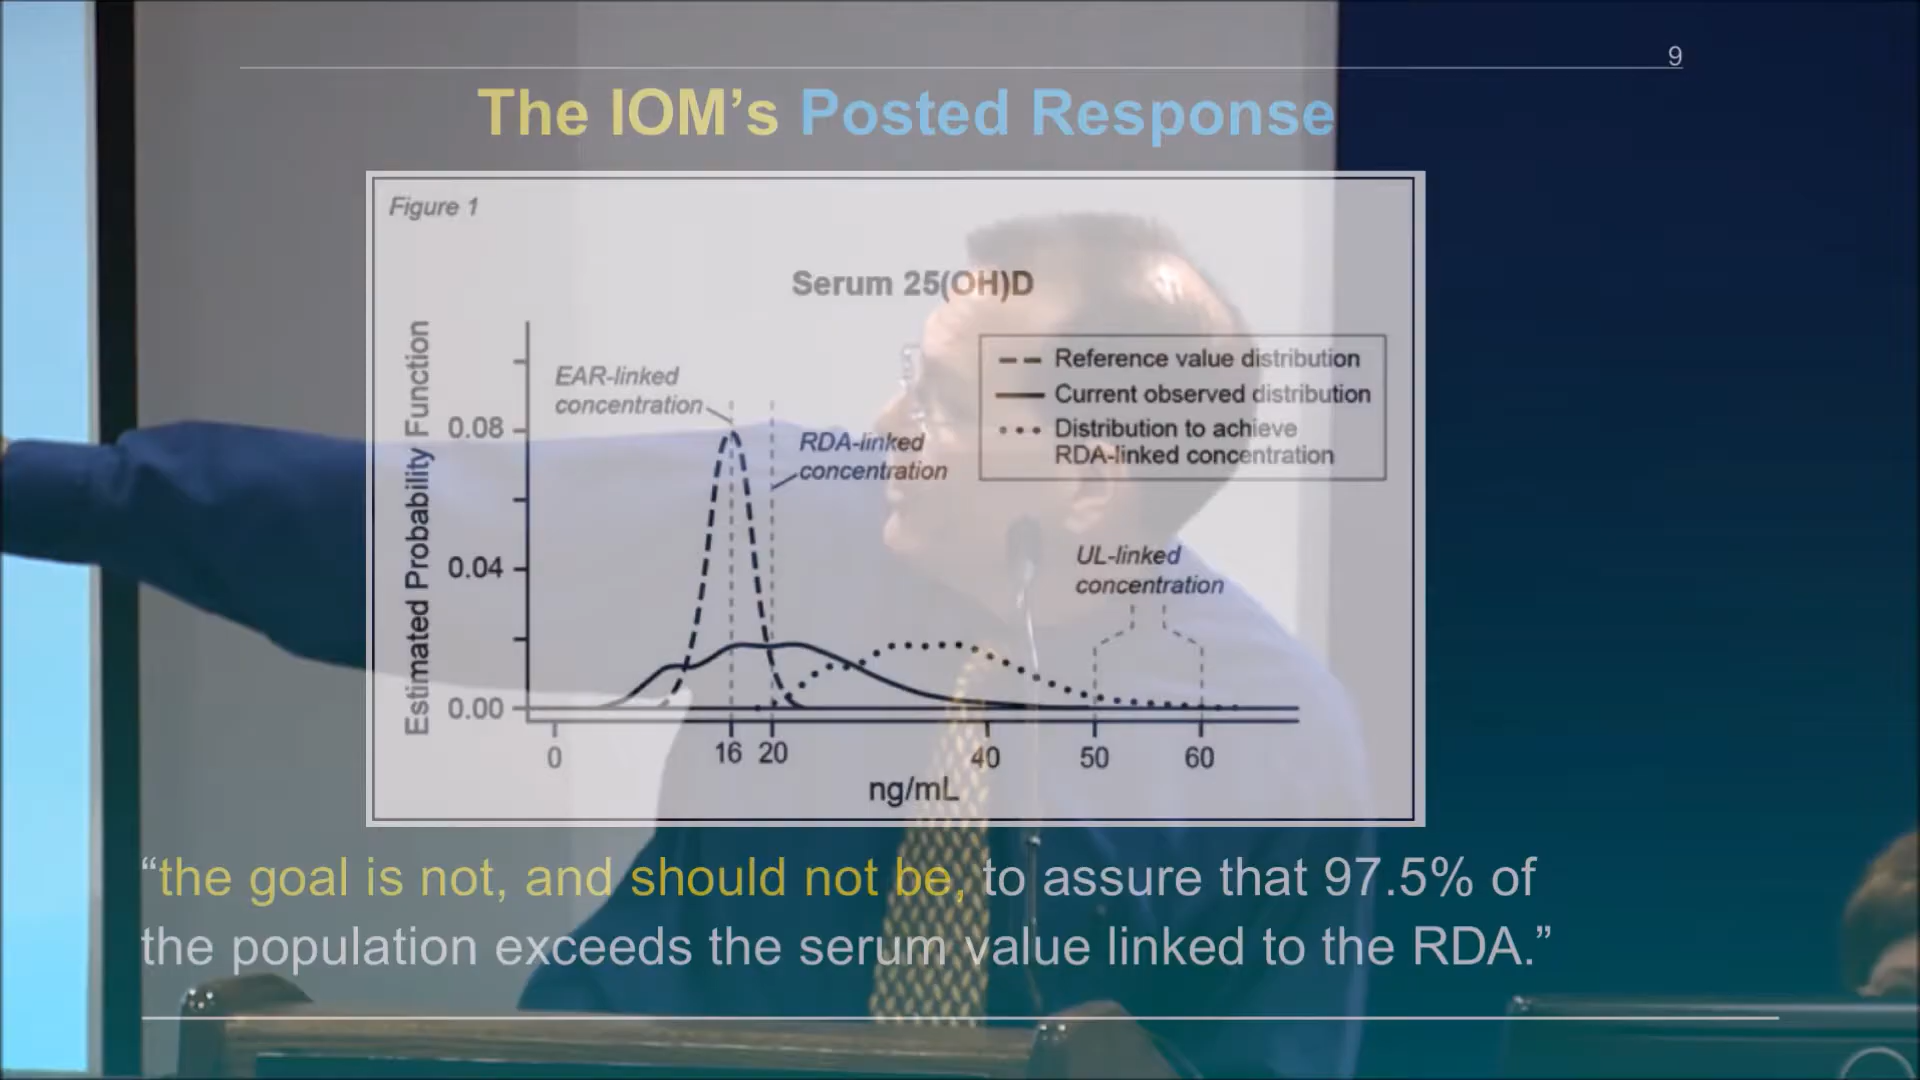 9
The IOM’s Posted Response
Figure 1
Serum 25(OH)D
Estimated Probability Function
0.08
0.04
0.00
EAR-linked
concentration
RDA-linked
concentration
Reference value distribution
Current observed distribution
Distribution to achieve
RDA-linked concentration
UL-linked
concentration
0 16 20 40 50 60
ng/mL
“the goal is not, and should not be, to assure that 97.5% of
the population exceeds the serum value linked to the RDA.”